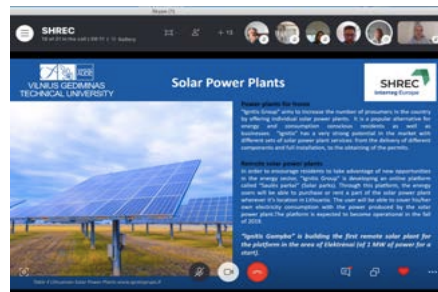 Skype [1]
SHREC
+13
VILNIUS GEDIMINAS
TECHNICAL UNIVERSITY
Solar Power Plants
SHREC
Interreg Europe
Power plants for home
"Ignitis Group" aims to increase the number of prosumers in the country
by offering individual solar power plants. It is a popular alternative for
energy and consumption conscious residents as well as
businesses. "Ignitis" has a very strong potential in the market with
different sets of solar power plant services: from the delivery of different
components and full installation, to the obtaining of the permits.
Remote solar power plants
In order to encourage residents to take advantage of new opportunities
in the energy sector, "Ignitis Group" is developing an online platform
called "Saulės parkai" (Solar parks). Through this platform, the energy
users will be able to purchase or rent a part of the solar power plant
wherever it's location in Lithuania. The user will be able to cover his/her
own electricity consumption with the power produced by the solar
power plant.The platform is expected to become operational in the fall
of 2019.
"Ignitis Gamyba" is building the first remote solar plant for
the platform in the area of Elektrėnai (of 1 MW of power for a
start).